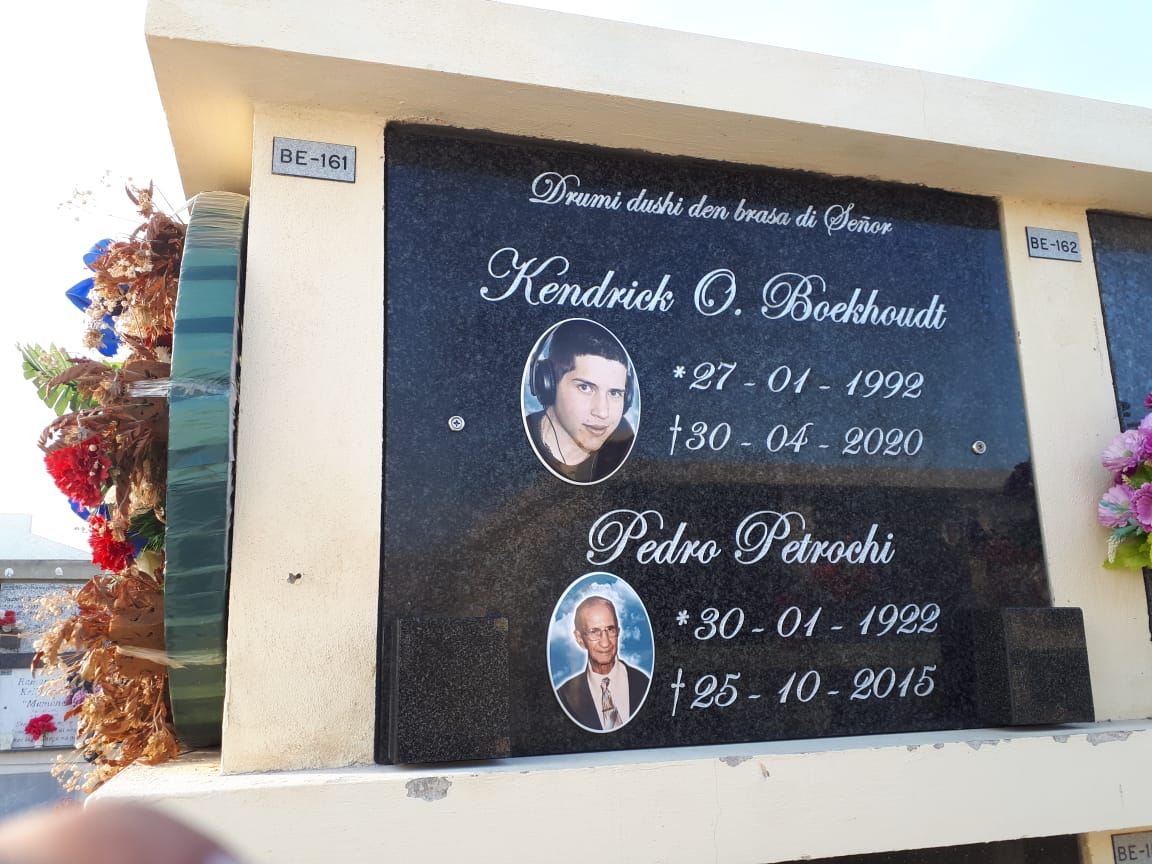 BE-161
Drumi dushi den brasa di Señor
Kendrick O. Boekhoudt
*27 - 01 - 1992
†30 - 04 - 2020
Pedro Petrochi
*30 - 01 - 1922
†25 - 10 - 2015
BE-162